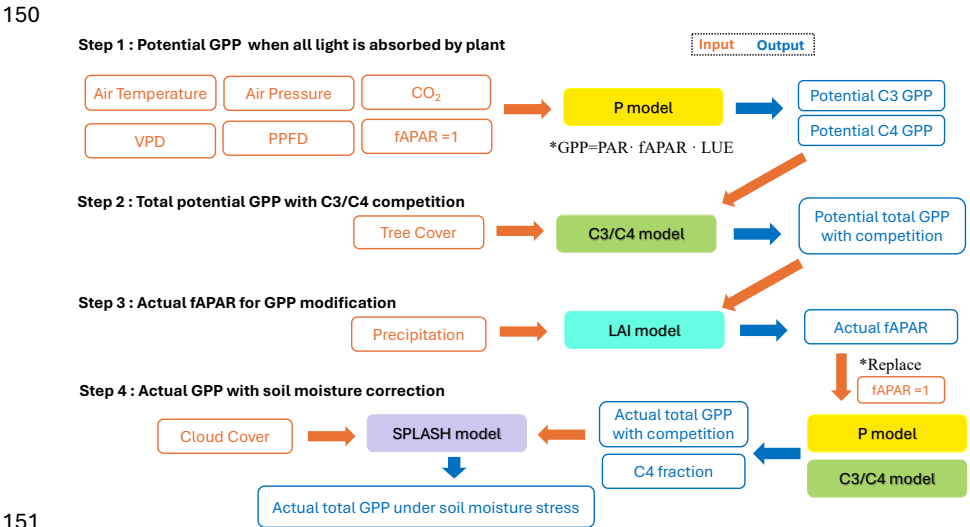 150
Step 1 : Potential GPP when all light is absorbed by plant
Input Output
Air Temperature
Air Pressure
CO₂
VPD
PPFD
fAPAR =1
P model
*GPP=PAR· fAPAR · LUE
Potential C3 GPP
Potential C4 GPP
Step 2 : Total potential GPP with C3/C4 competition
Tree Cover
C3/C4 model
Potential total GPP
with competition
Step 3 : Actual fAPAR for GPP modification
Precipitation
LAI model
Actual fAPAR
*Replace
fAPAR =1
Step 4 : Actual GPP with soil moisture correction
Cloud Cover
SPLASH model
Actual total GPP
with competition
C4 fraction
P model
C3/C4 model
Actual total GPP under soil moisture stress
151